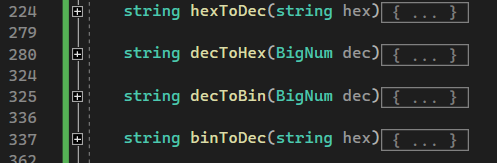 224 string hexToDec(string hex){ ... }
279
280 string decToHex(BigNum dec){ ... }
324
325 string decToBin(BigNum dec){ ... }
336
337 string binToDec(string hex){ ... }
362